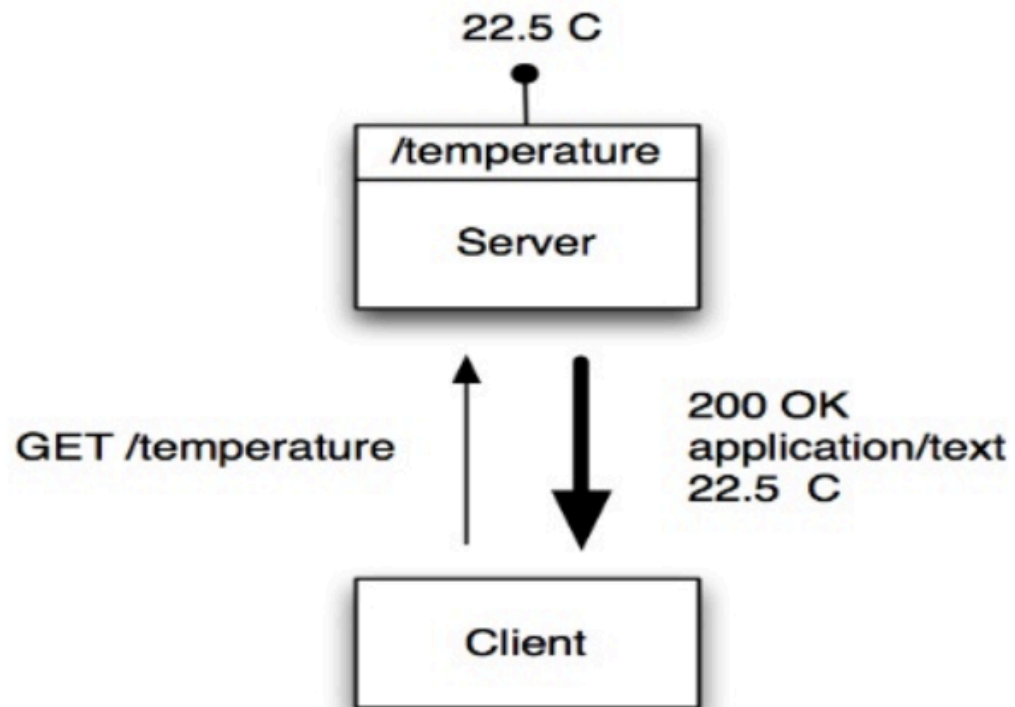 22.5 C
/temperature
Server
GET /temperature
200 OK
application/text
22.5  C
Client